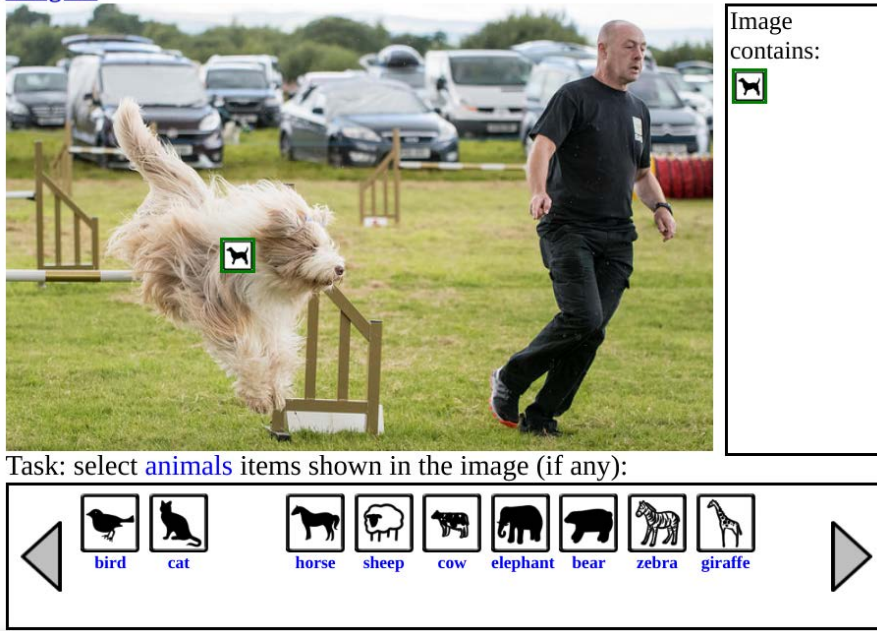 Image
contains:
Task: select animals items shown in the image (if any):
bird cat horse sheep cow elephant bear zebra giraffe